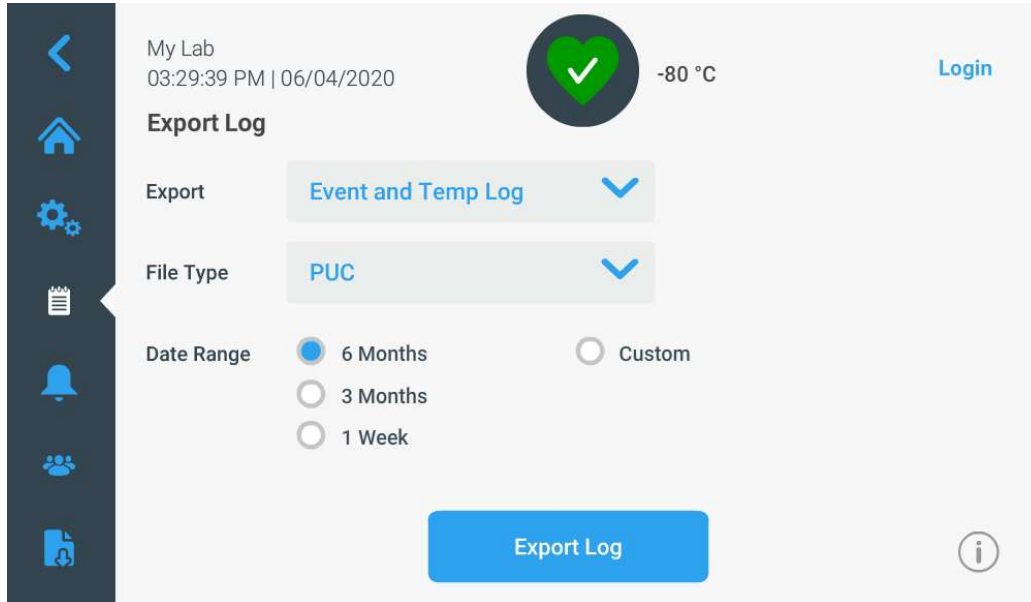 My Lab
03:29:39 PM | 06/04/2020
-80 °C
Login
Export Log
Export
Event and Temp Log
File Type
PUC
Date Range
6 Months
Custom
3 Months
1 Week
Export Log
i